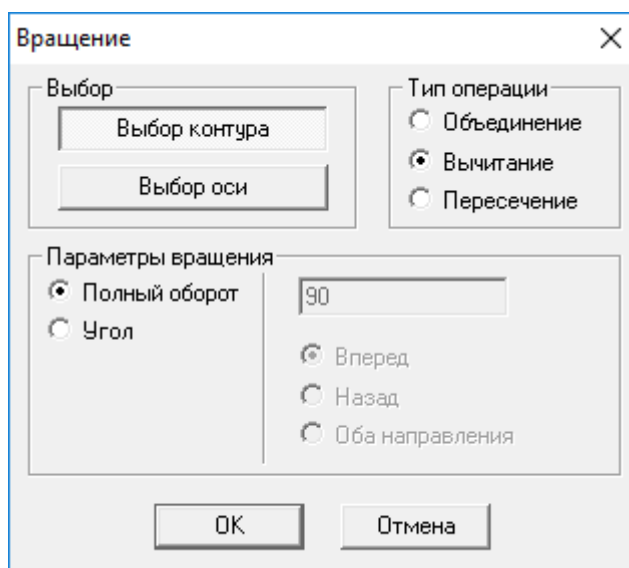 Вращение
Выбор
Выбор контура
Выбор оси
Тип операции
Объединение
Вычитание
Пересечение
Параметры вращения
Полный оборот
Угол
90
Вперед
Назад
Оба направления
OK
Отмена